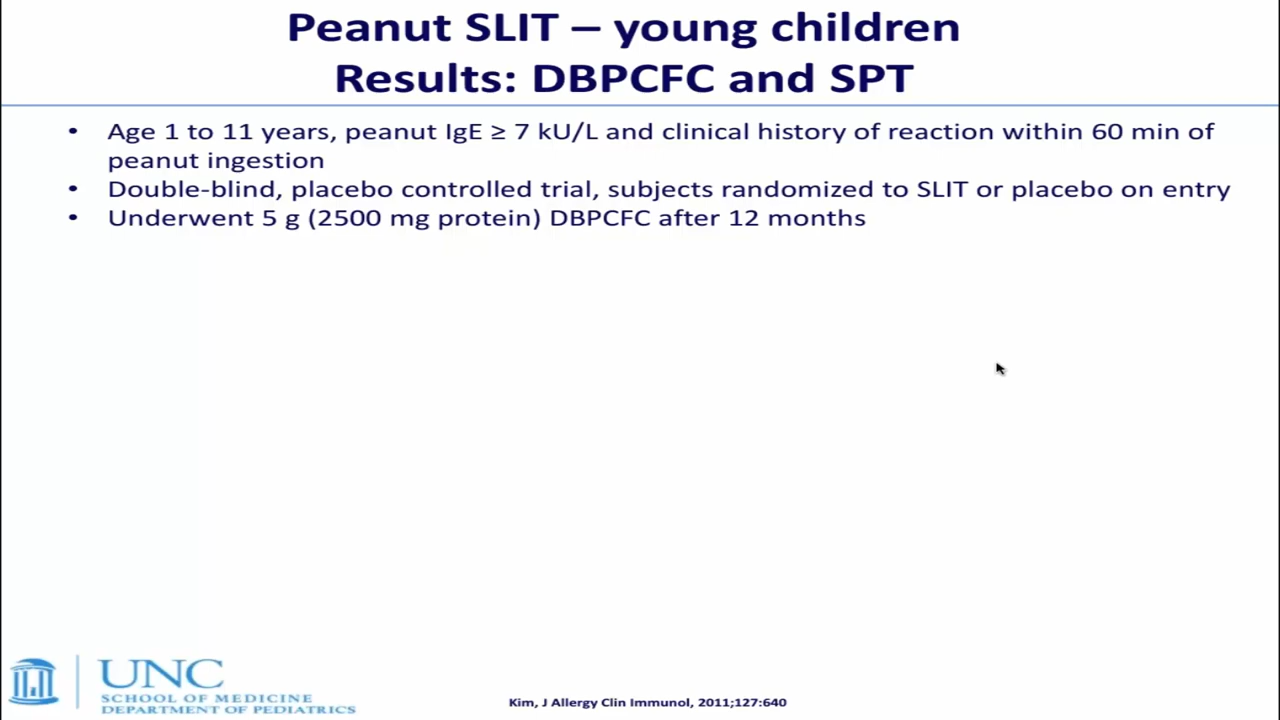 Peanut SLIT – young children
Results: DBPCFC and SPT
• Age 1 to 11 years, peanut IgE ≥ 7 kU/L and clinical history of reaction within 60 min of
peanut ingestion
• Double-blind, placebo controlled trial, subjects randomized to SLIT or placebo on entry
• Underwent 5 g (2500 mg protein) DBPCFC after 12 months
UNC
SCHOOL OF MEDICINE
DEPARTMENT OF PEDIATRICS
Kim, J Allergy Clin Immunol, 2011;127:640